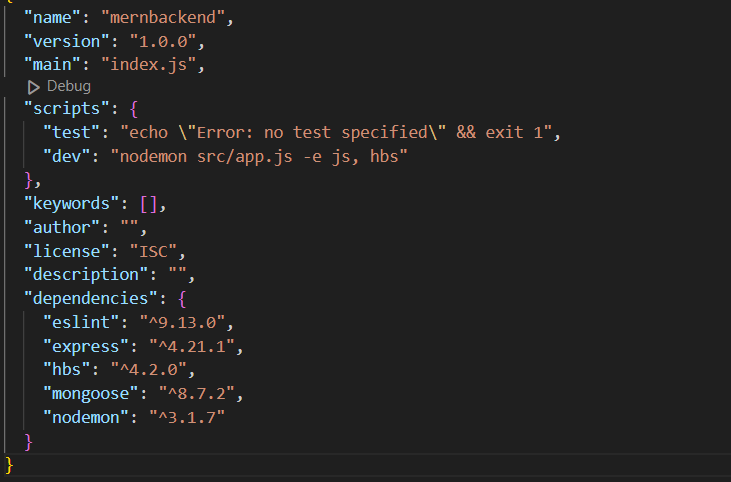 {
"name": "mernbackend",
"version": "1.0.0",
"main": "index.js",
Debug
"scripts": {
"test": "echo \"Error: no test specified\" && exit 1",
"dev": "nodemon src/app.js -e js, hbs"
},
"keywords": [],
"author": "",
"license": "ISC",
"description": "",
"dependencies": {
"eslint": "^9.13.0",
"express": "^4.21.1",
"hbs": "^4.2.0",
"mongoose": "^8.7.2",
"nodemon": "^3.1.7"
}
}